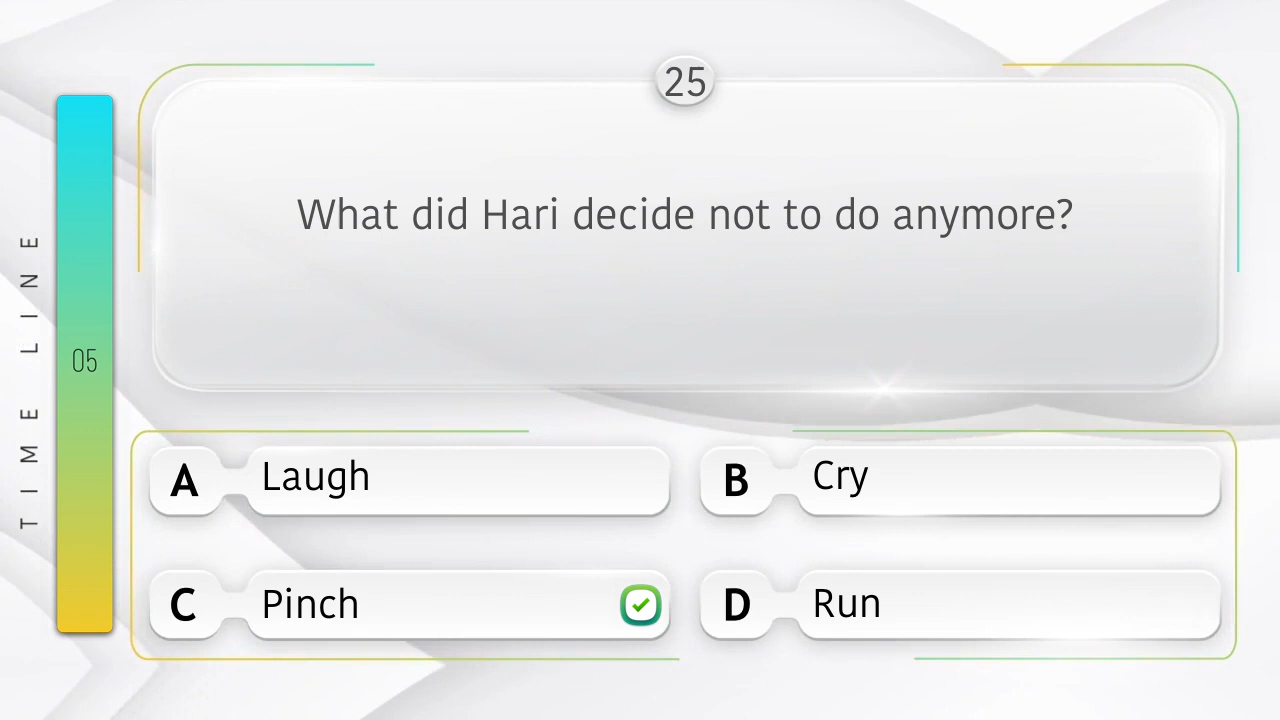 25
What did Hari decide not to do anymore?
TIME LINE
05
A Laugh
B Cry
C Pinch
D Run